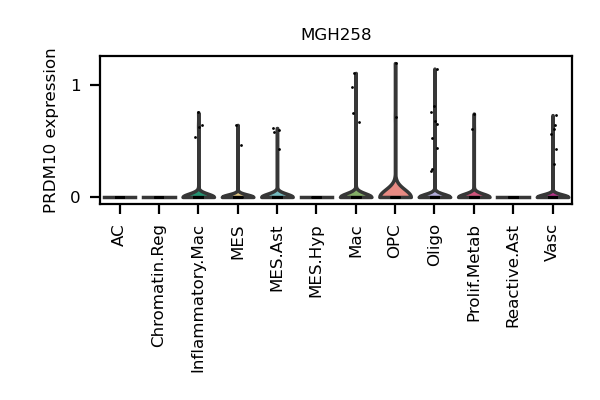 MGH258
PRDM10 expression
1
0
AC
Chromatin.Reg
Inflammatory.Mac
MES
MES.Ast
MES.Hyp
Mac
OPC
Oligo
Prolif.Metab
Reactive.Ast
Vasc